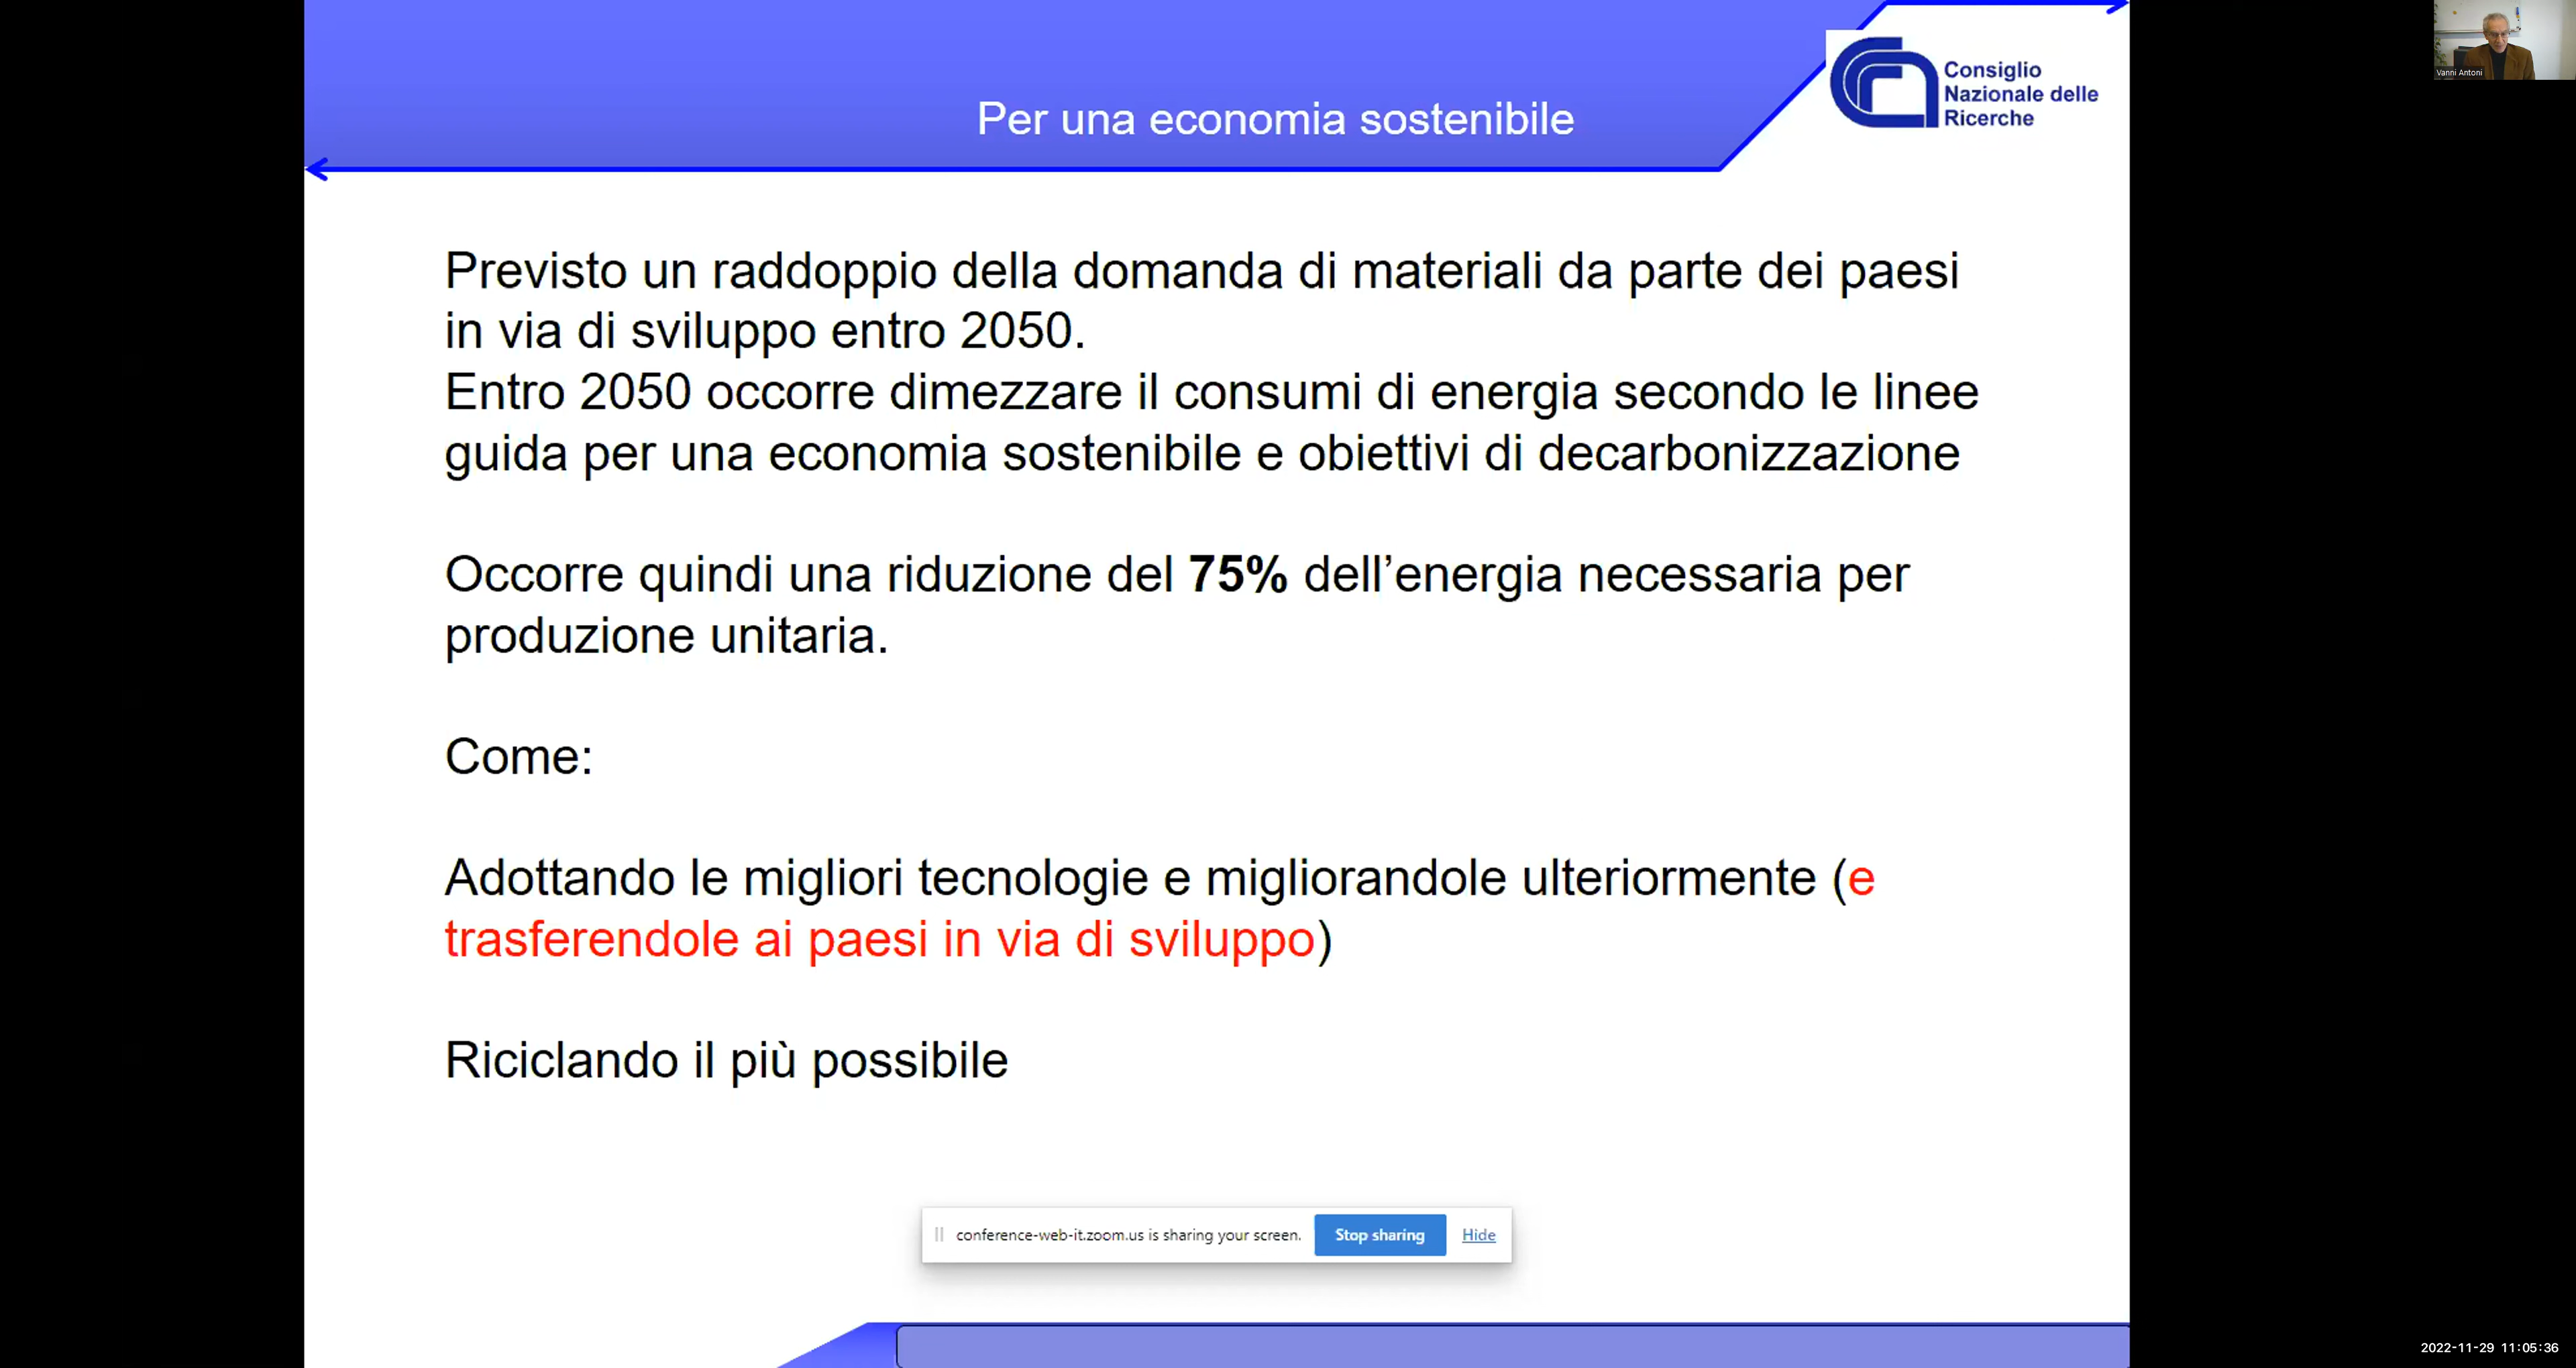 Per una economia sostenibile
Consiglio
Nazionale delle
Ricerche
Vanni Antoni
Previsto un raddoppio della domanda di materiali da parte dei paesi
in via di sviluppo entro 2050.
Entro 2050 occorre dimezzare il consumi di energia secondo le linee
guida per una economia sostenibile e obiettivi di decarbonizzazione
Occorre quindi una riduzione del 75% dell’energia necessaria per
produzione unitaria.
Come:
Adottando le migliori tecnologie e migliorandole ulteriormente (e
trasferendole ai paesi in via di sviluppo)
Riciclando il più possibile
conference-web-it.zoom.us is sharing your screen. Stop sharing Hide
2022-11-29 11:05:36